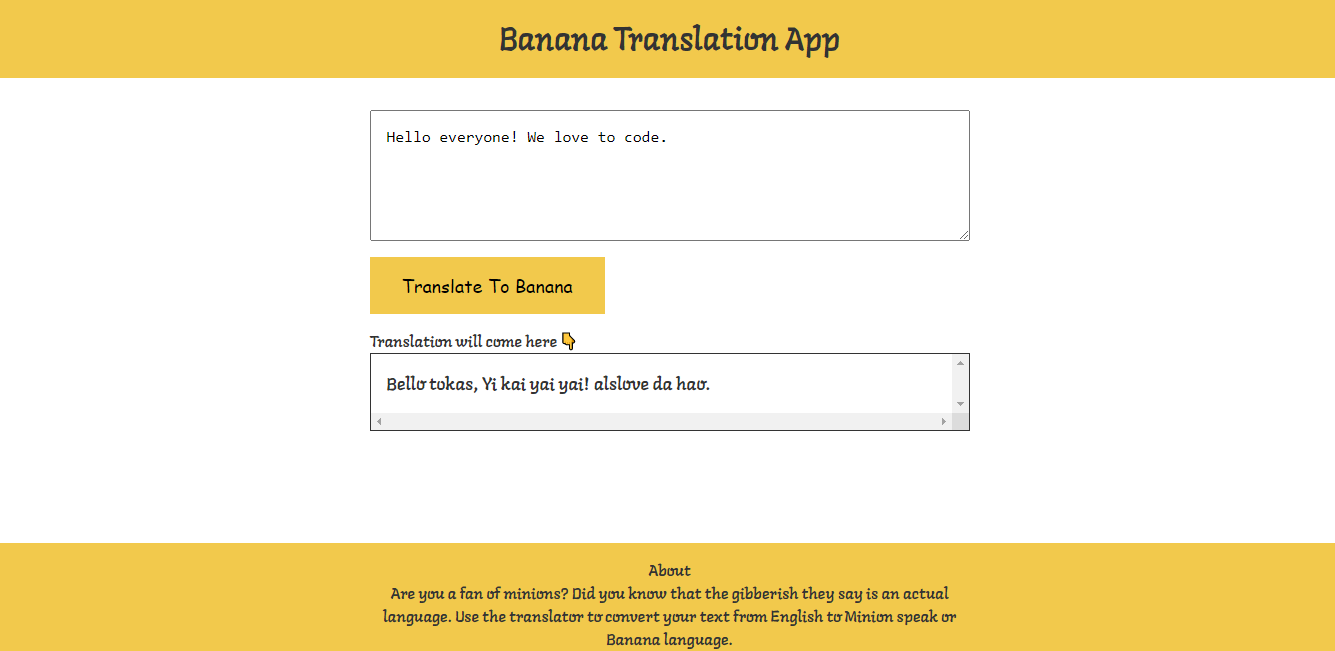 Banana Translation App
Hello everyone! We love to code.
Translate To Banana
Translation will come here 👇
Bello tokas, Yi kai yai yai! alslove da hao.
About
Are you a fan of minions? Did you know that the gibberish they say is an actual
language. Use the translator to convert your text from English to Minion speak or
Banana language.